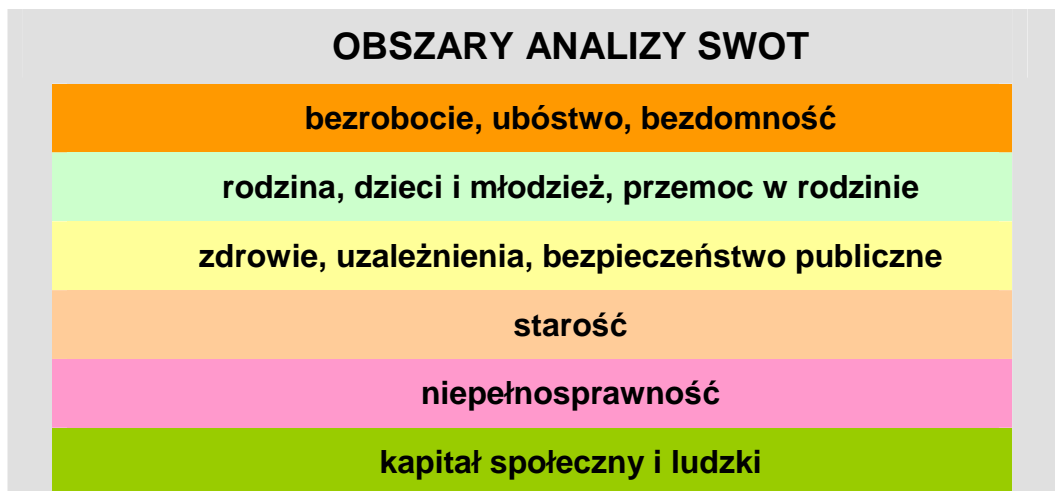 OBSZARY ANALIZY SWOT
bezrobocie, ubóstwo, bezdomność
rodzina, dzieci i młodzież, przemoc w rodzinie
zdrowie, uzależnienia, bezpieczeństwo publiczne
starość
niepełnosprawność
kapitał społeczny i ludzki